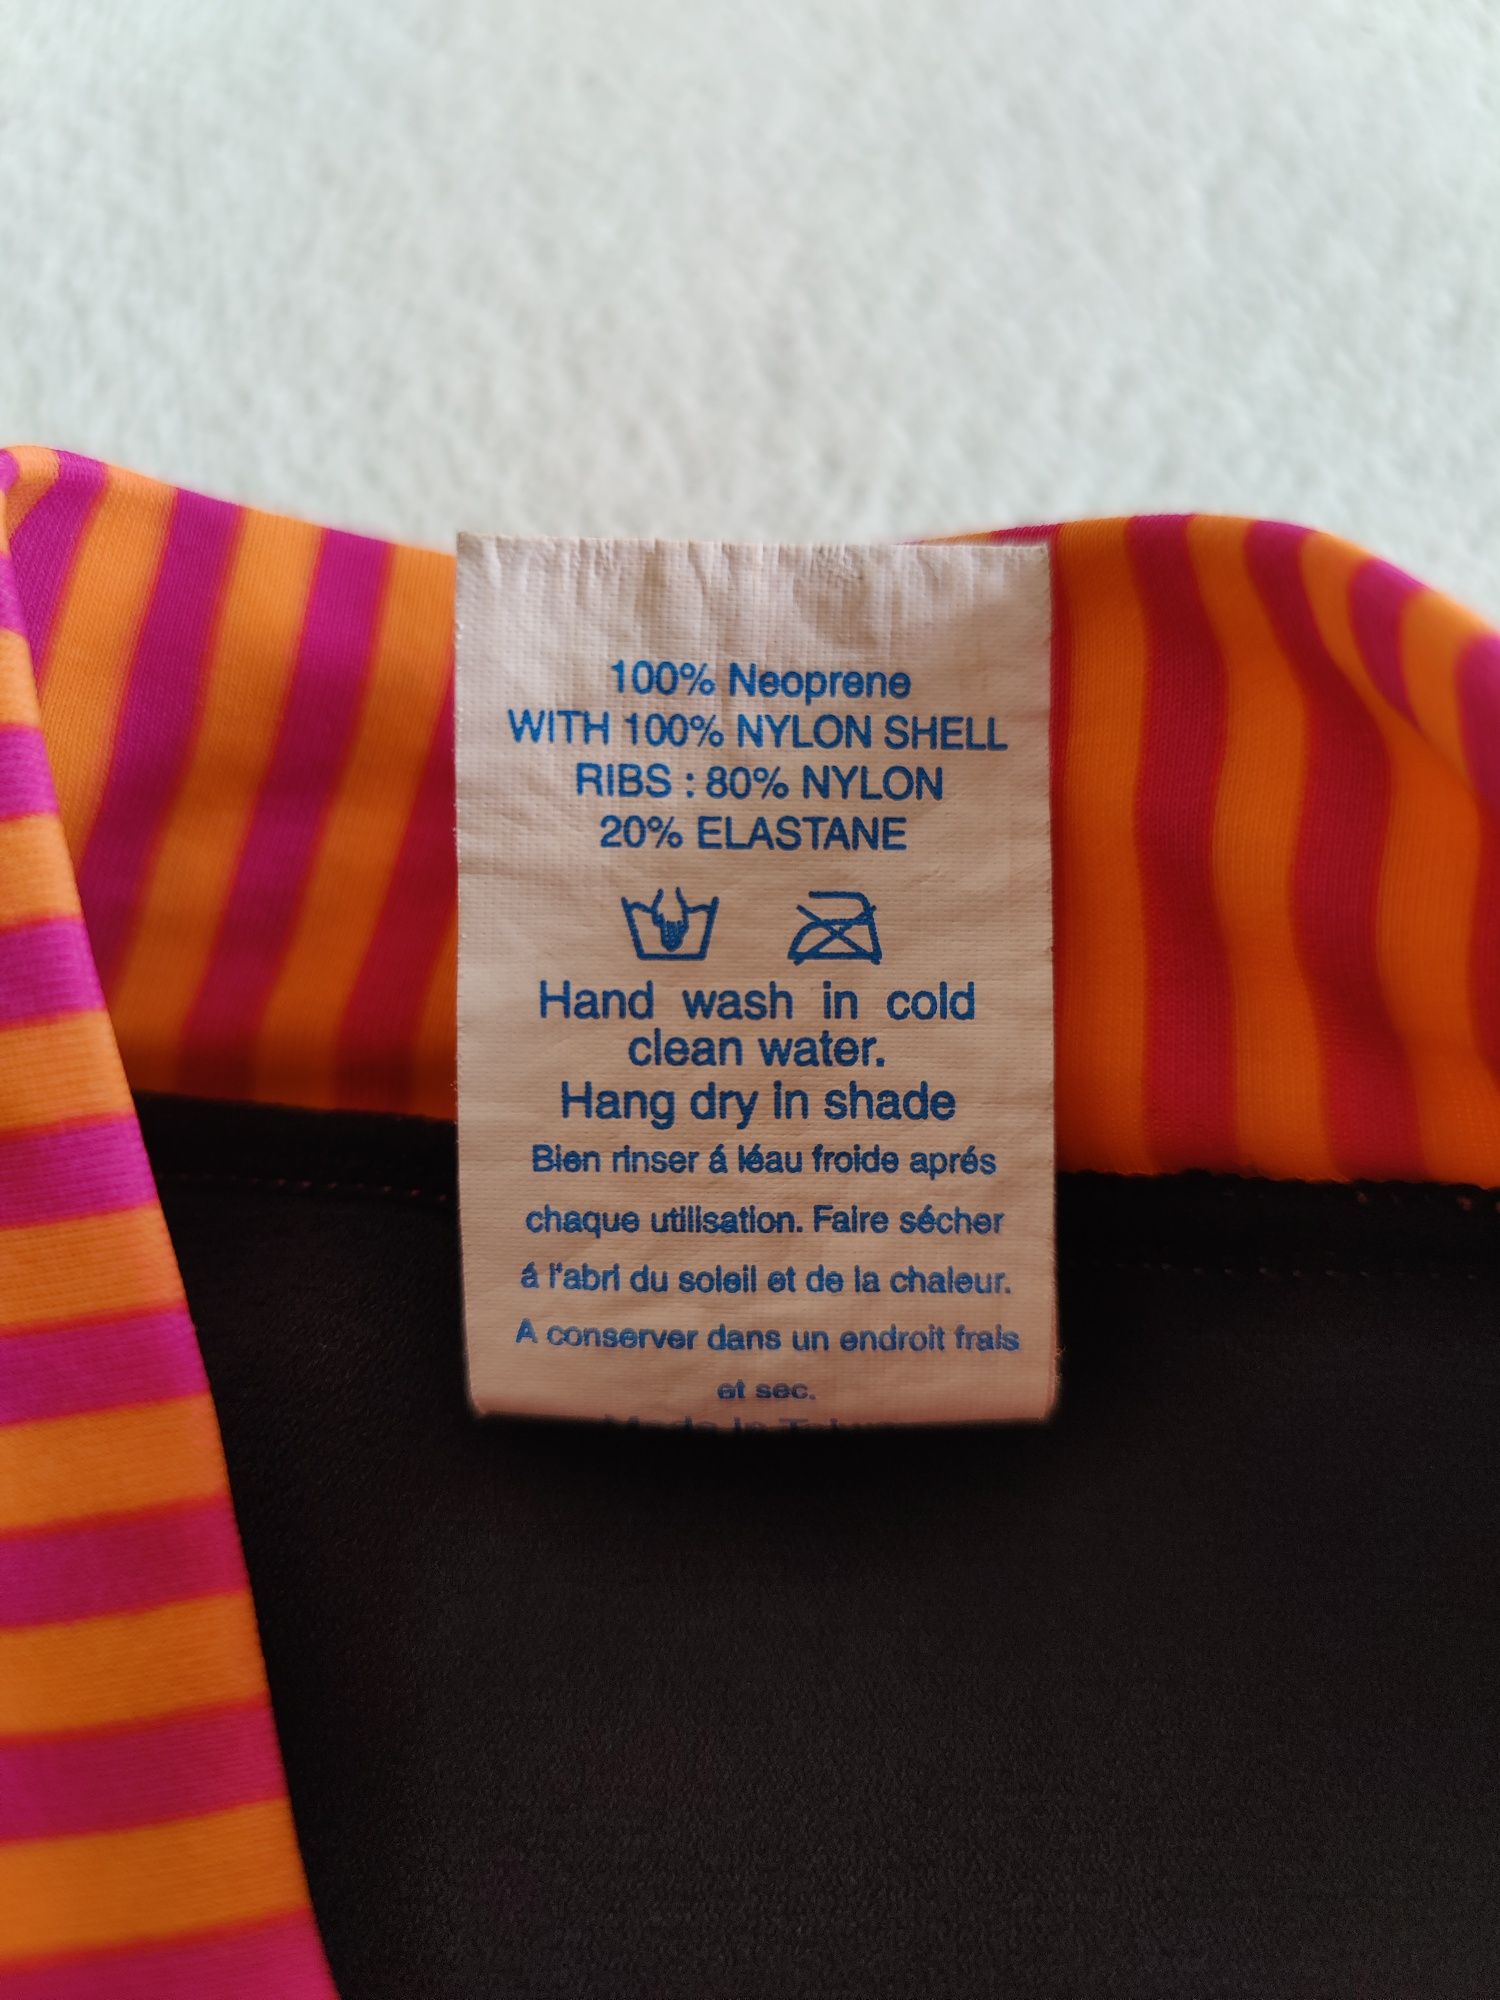 100% Neoprene
WITH 100% NYLON SHELL
RIBS : 80% NYLON
20% ELASTANE
Hand wash in cold
clean water.
Hang dry in shade
Bien rinser á léau froide aprés
chaque utilisation. Faire sécher
á l'abri du soleil et de la chaleur.
A conserver dans un endroit frais
et sec.
Made in